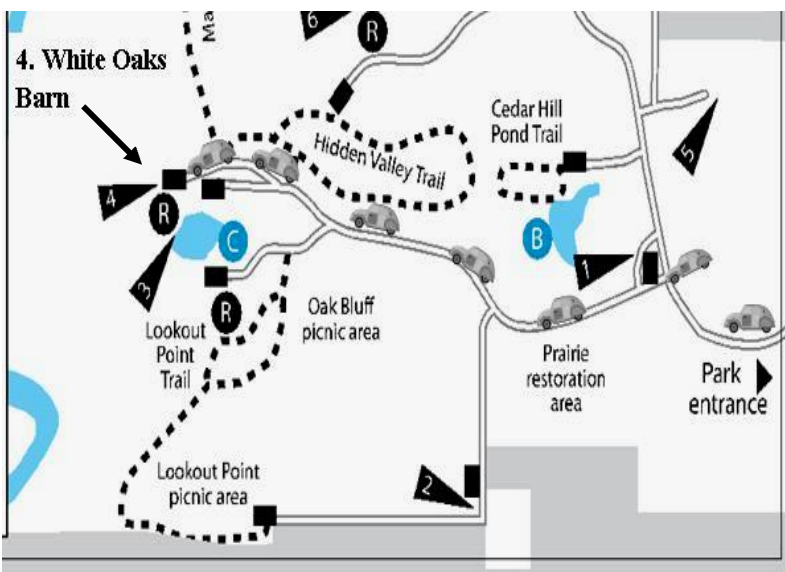 6
R
Ma
4. White Oaks
Barn
Cedar Hill
Pond Trail
5
Hidden Valley Trail
4
R
C
B
1
3
R
Oak Bluff
picnic area
Lookout
Point
Trail
Prairie
restoration
area
Park
entrance
Lookout Point
picnic area
2